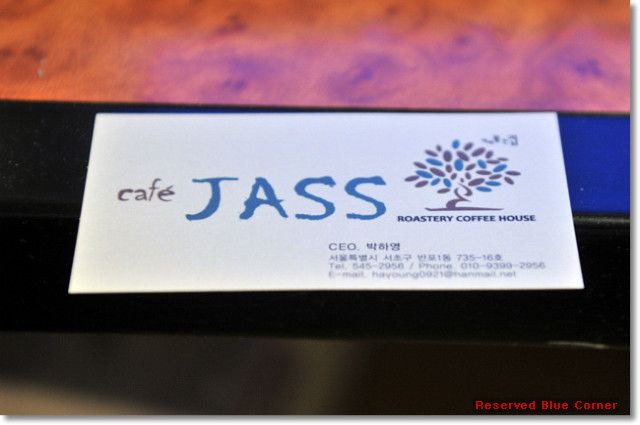 café JASS
ROASTERY COFFEE HOUSE
CEO. 박하영
서울특별시 서초구 반포1동 735-16호
Tel. 545-2956 / Phone. 010-9399-2956
E-mail. hayoung0921@hanmail.net
Reserved Blue Corner